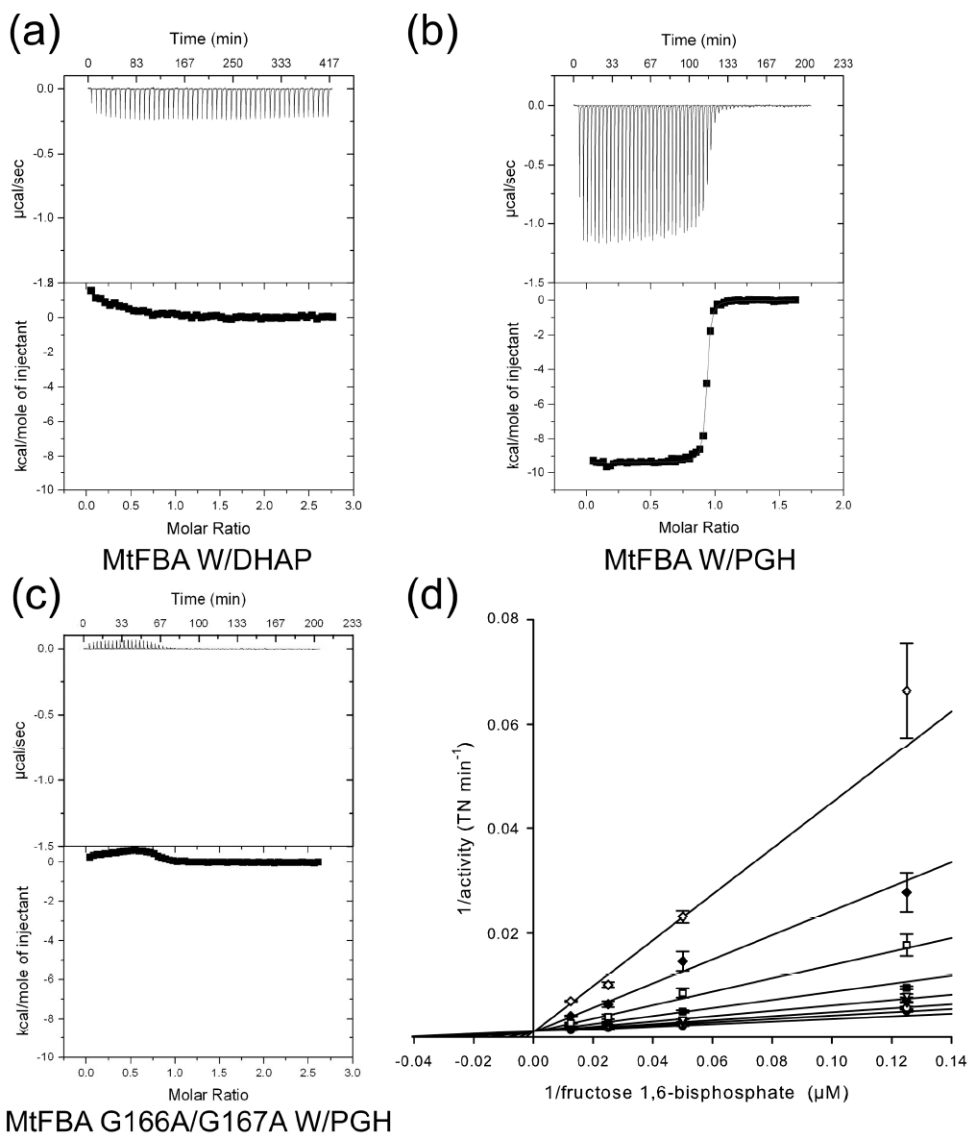 (a)
Time (min)
0 83 167 250 333 417
0.0
-0.5
-1.0
-1.5
µcal/sec
0
-2
-4
-6
-8
-10
kcal/mole of injectant
0.0 0.5 1.0 1.5 2.0 2.5 3.0
Molar Ratio
MtFBA W/DHAP
(b)
Time (min)
0 33 67 100 133 167 200 233
0.0
-0.5
-1.0
-1.5
µcal/sec
0
-2
-4
-6
-8
-10
kcal/mole of injectant
0.0 0.5 1.0 1.5 2.0
Molar Ratio
MtFBA W/PGH
(c)
Time (min)
0 33 67 100 133 167 200 233
0.0
-0.5
-1.0
-1.5
µcal/sec
0
-2
-4
-6
-8
-10
kcal/mole of injectant
0.0 0.5 1.0 1.5 2.0 2.5 3.0
Molar Ratio
MtFBA G166A/G167A W/PGH
(d)
0.08
0.06
0.04
0.02
1/activity (TN min⁻¹)
-0.04 -0.02 0.00 0.02 0.04 0.06 0.08 0.10 0.12 0.14
1/fructose 1,6-bisphosphate (µM)